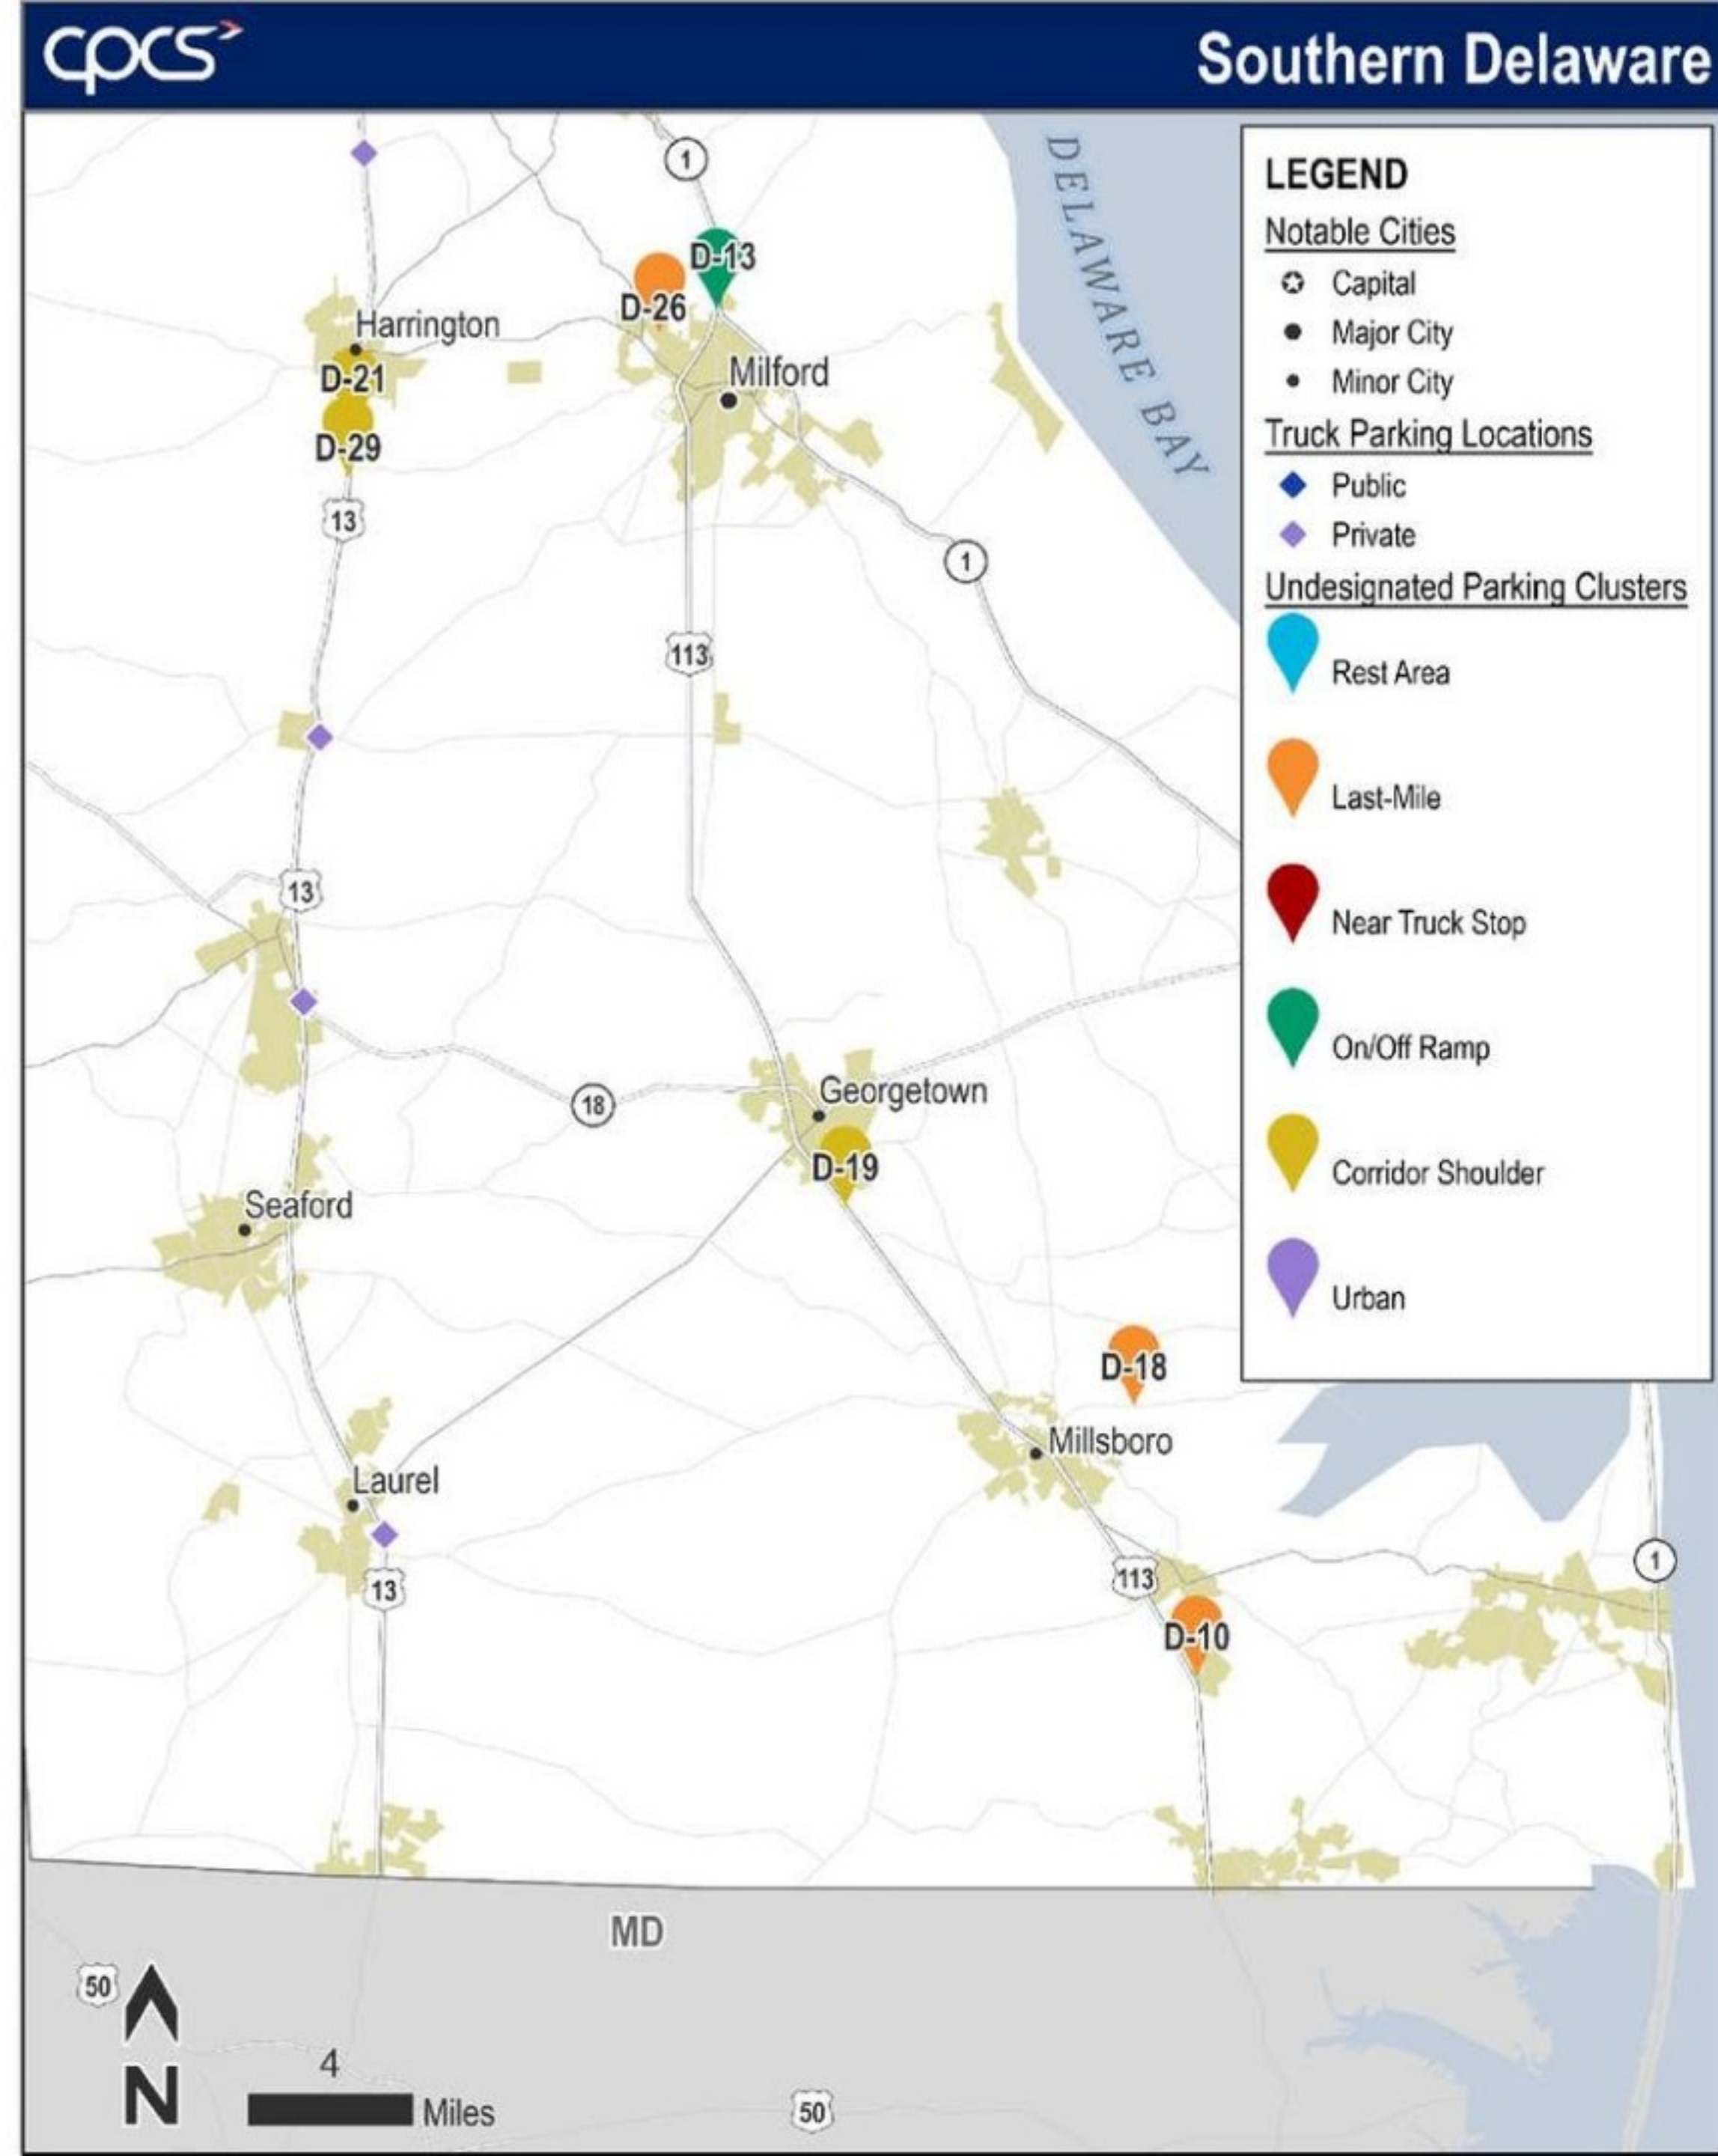 cpcs
Southern Delaware
LEGEND
Notable Cities
Capital
Major City
Minor City
Truck Parking Locations
Public
Private
Undesignated Parking Clusters
Rest Area
Last-Mile
Near Truck Stop
On/Off Ramp
Corridor Shoulder
Urban
DELAWARE BAY
1
D-13
D-26
Harrington
D-21
Milford
D-29
13
1
113
13
18
Georgetown
D-19
Seaford
D-18
Millsboro
Laurel
13
113
1
D-10
MD
50
N
4
Miles
50